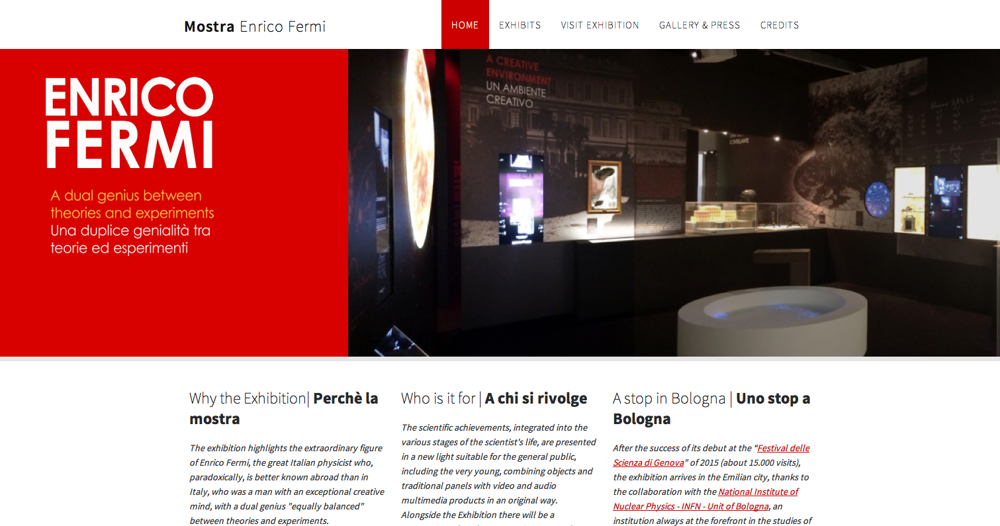 Mostra Enrico Fermi
HOME
EXHIBITS
VISIT EXHIBITION
GALLERY & PRESS
CREDITS
ENRICO
FERMI
A dual genius between
theories and experiments
Una duplice genialità tra
teorie ed esperimenti
A CREATIVE
ENVIRONMENT
UN AMBIENTE
CREATIVO
Why the Exhibition| Perchè la
mostra
The exhibition highlights the extraordinary figure
of Enrico Fermi, the great Italian physicist who,
paradoxically, is better known abroad than in
Italy, who was a man with an exceptional creative
mind, with a dual genius "equally balanced"
between theories and experiments.
Who is it for | A chi si rivolge
The scientific achievements, integrated into the
various stages of the scientist's life, are presented
in a new light suitable for the general public,
including the very young, combining objects and
traditional panels with video and audio
multimedia products in an original way.
Alongside the Exhibition there will be a
A stop in Bologna | Uno stop a
Bologna
After the success of its debut at the “Festival delle
Scienza di Genova" of 2015 (about 15.000 visits),
the exhibition arrives in the Emilian city, thanks to
the collaboration with the National Institute of
Nuclear Physics - INFN - Unit of Bologna, an
institution always at the forefront in the studies of